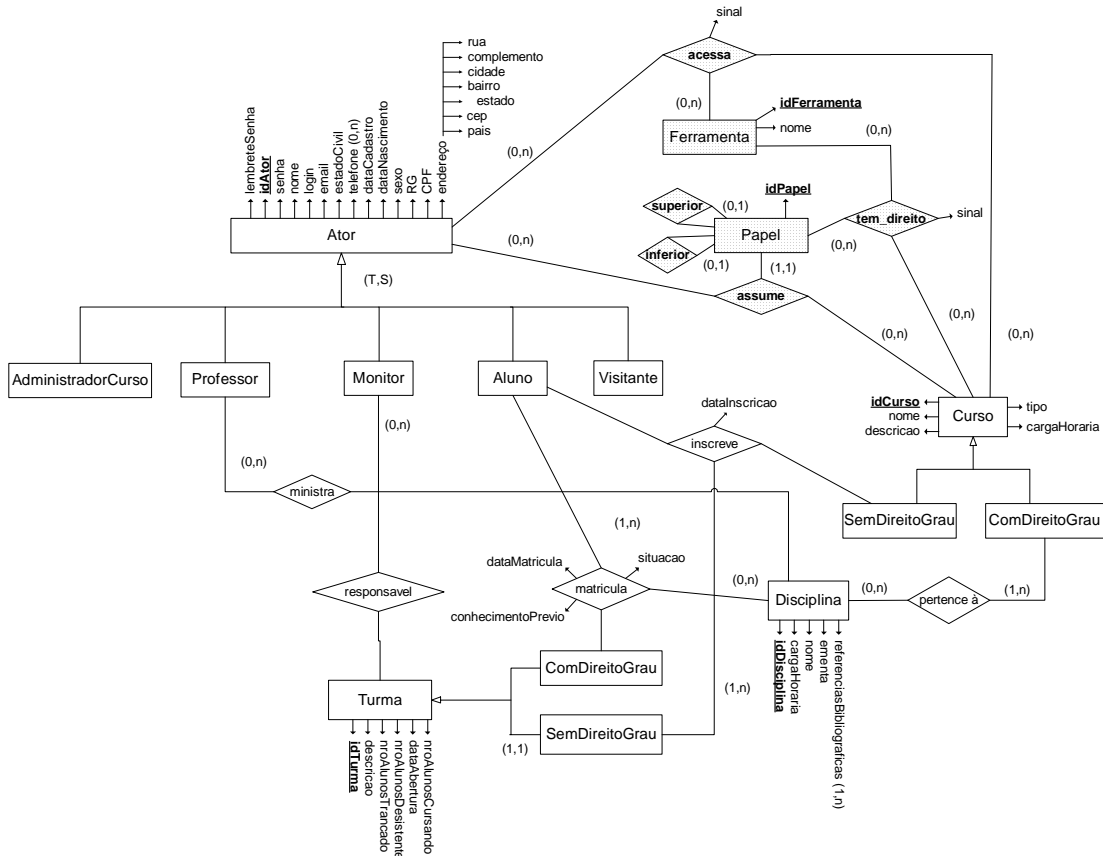 sinal
acessa
rua
complemento
cidade
bairro
estado
cep
pais
lembreteSenha
idAtor
senha
nome
login
email
estadoCivil
telefone (0,n)
dataCadastro
dataNascimento
sexo
RG
CPF
endereço
(0,n)
(0,n)
idFerramenta
Ferramenta
nome
(0,n)
idPapel
superior
(0,1)
tem_direito
sinal
Ator
(0,n)
Papel
(0,n)
inferior
(0,1)
(1,1)
(T,S)
assume
(0,n)
(0,n)
(0,n)
AdministradorCurso
Professor
Monitor
Aluno
Visitante
idCurso
nome
descricao
Curso
tipo
cargaHoraria
dataInscricao
(0,n)
inscreve
(0,n)
ministra
SemDireitoGrau
ComDireitoGrau
(1,n)
dataMatricula
situacao
responsavel
matricula
(0,n)
Disciplina
(0,n)
pertence à
(1,n)
conhecimentoPrevio
idDisciplina
cargaHoraria
nome
ementa
referenciasBibliograficas (1,n)
ComDireitoGrau
(1,n)
Turma
SemDireitoGrau
(1,1)
idTurma
descricao
nroAlunosTrancado
nroAlunosDesistente
dataAbertura
nroAlunosCursando